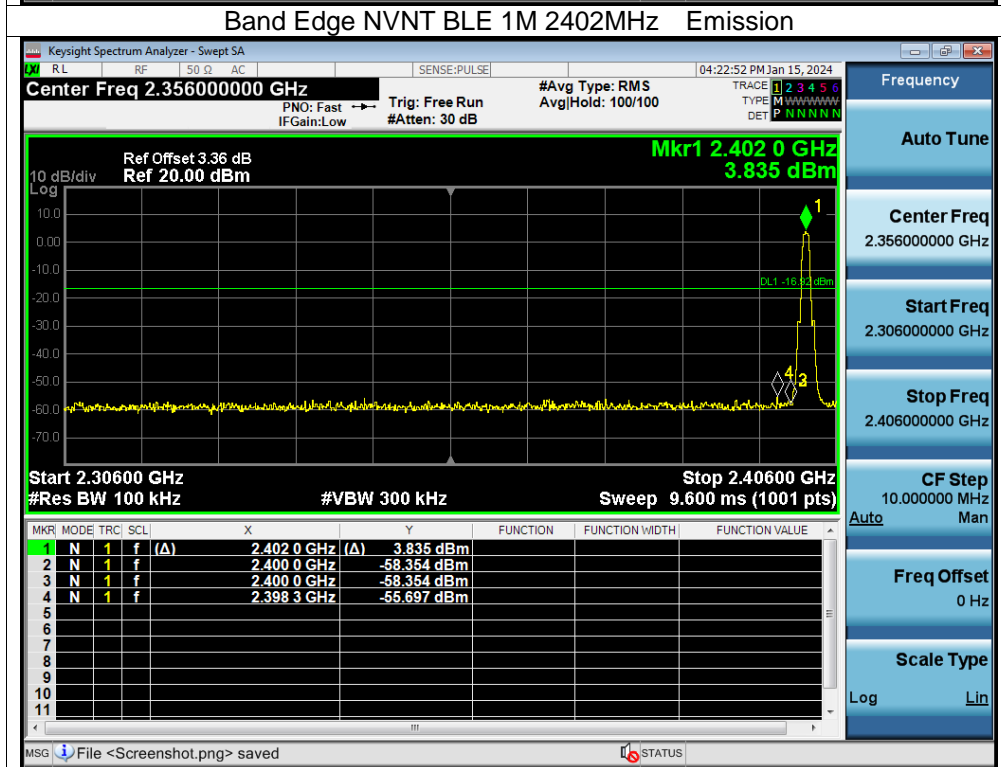 Band Edge NVNT BLE 1M 2402MHz Emission
Keysight Spectrum Analyzer - Swept SA
LXI RL RF 50 Ω AC SENSE:PULSE 04:22:52 PM Jan 15, 2024
Center Freq 2.356000000 GHz
PNO: Fast
IFGain:Low
Trig: Free Run
#Atten: 30 dB
#Avg Type: RMS
Avg|Hold: 100/100
TRACE 1 2 3 4 5 6
TYPE M WWWWW
DET P N N N N N
Ref Offset 3.36 dB
Ref 20.00 dBm
10 dB/div
Log
Mkr1 2.402 0 GHz
3.835 dBm
10.0
0.00
-10.0
-20.0
-30.0
-40.0
-50.0
-60.0
-70.0
DL1 -16.92 dBm
1
4 3
Start 2.30600 GHz Stop 2.40600 GHz
#Res BW 100 kHz #VBW 300 kHz Sweep 9.600 ms (1001 pts)
MKR MODE TRC SCL X Y FUNCTION FUNCTION WIDTH FUNCTION VALUE
1 N 1 f (Δ) 2.402 0 GHz (Δ) 3.835 dBm
2 N 1 f 2.400 0 GHz -58.354 dBm
3 N 1 f 2.400 0 GHz -58.354 dBm
4 N 1 f 2.398 3 GHz -55.697 dBm
5
6
7
8
9
10
11
MSG File <Screenshot.png> saved STATUS
Frequency
Auto Tune
Center Freq
2.356000000 GHz
Start Freq
2.306000000 GHz
Stop Freq
2.406000000 GHz
CF Step
10.000000 MHz
Auto Man
Freq Offset
0 Hz
Scale Type
Log Lin